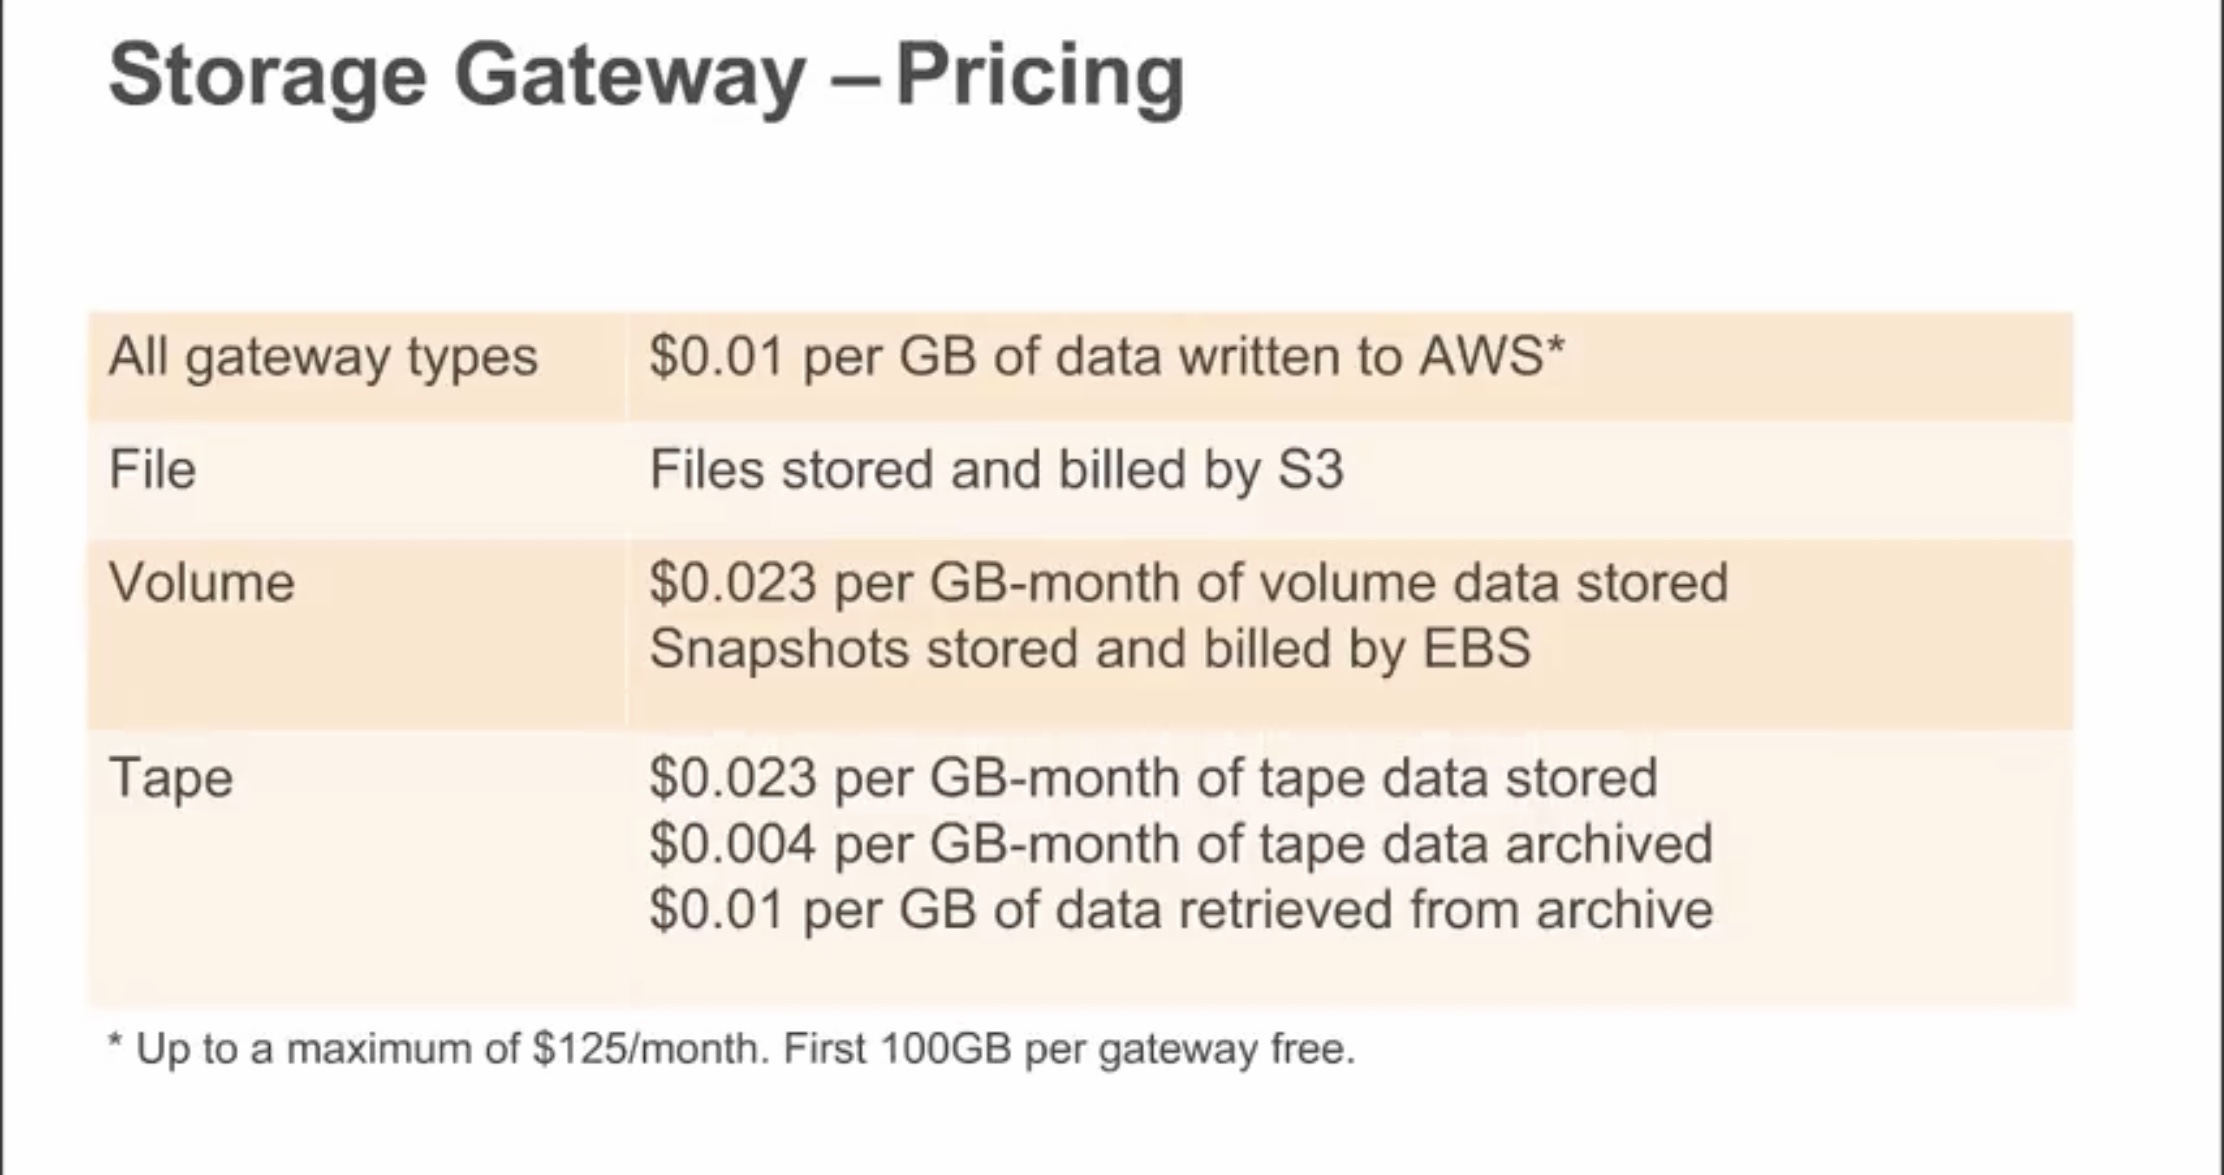 Storage Gateway – Pricing
All gateway types
$0.01 per GB of data written to AWS*
File
Files stored and billed by S3
Volume
$0.023 per GB-month of volume data stored
Snapshots stored and billed by EBS
Tape
$0.023 per GB-month of tape data stored
$0.004 per GB-month of tape data archived
$0.01 per GB of data retrieved from archive
* Up to a maximum of $125/month. First 100GB per gateway free.